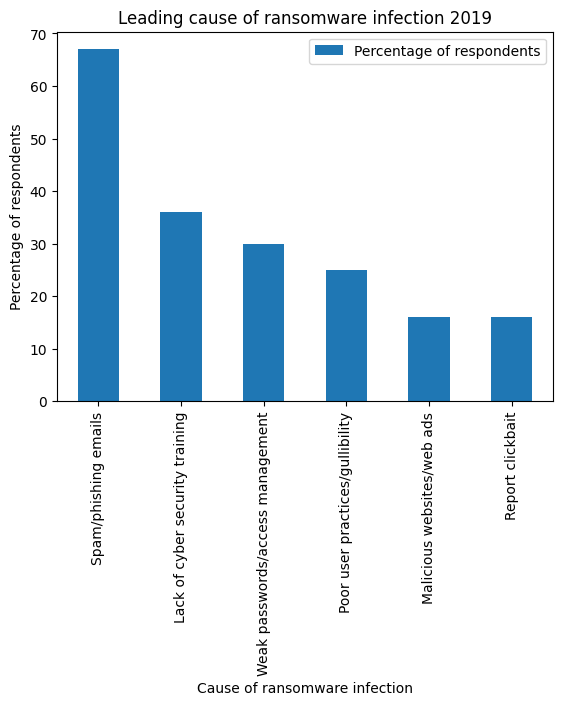 Leading cause of ransomware infection 2019
Percentage of respondents
Percentage of respondents
70
60
50
40
30
20
10
0
Spam/phishing emails
Lack of cyber security training
Weak passwords/access management
Poor user practices/gullibility
Malicious websites/web ads
Report clickbait
Cause of ransomware infection